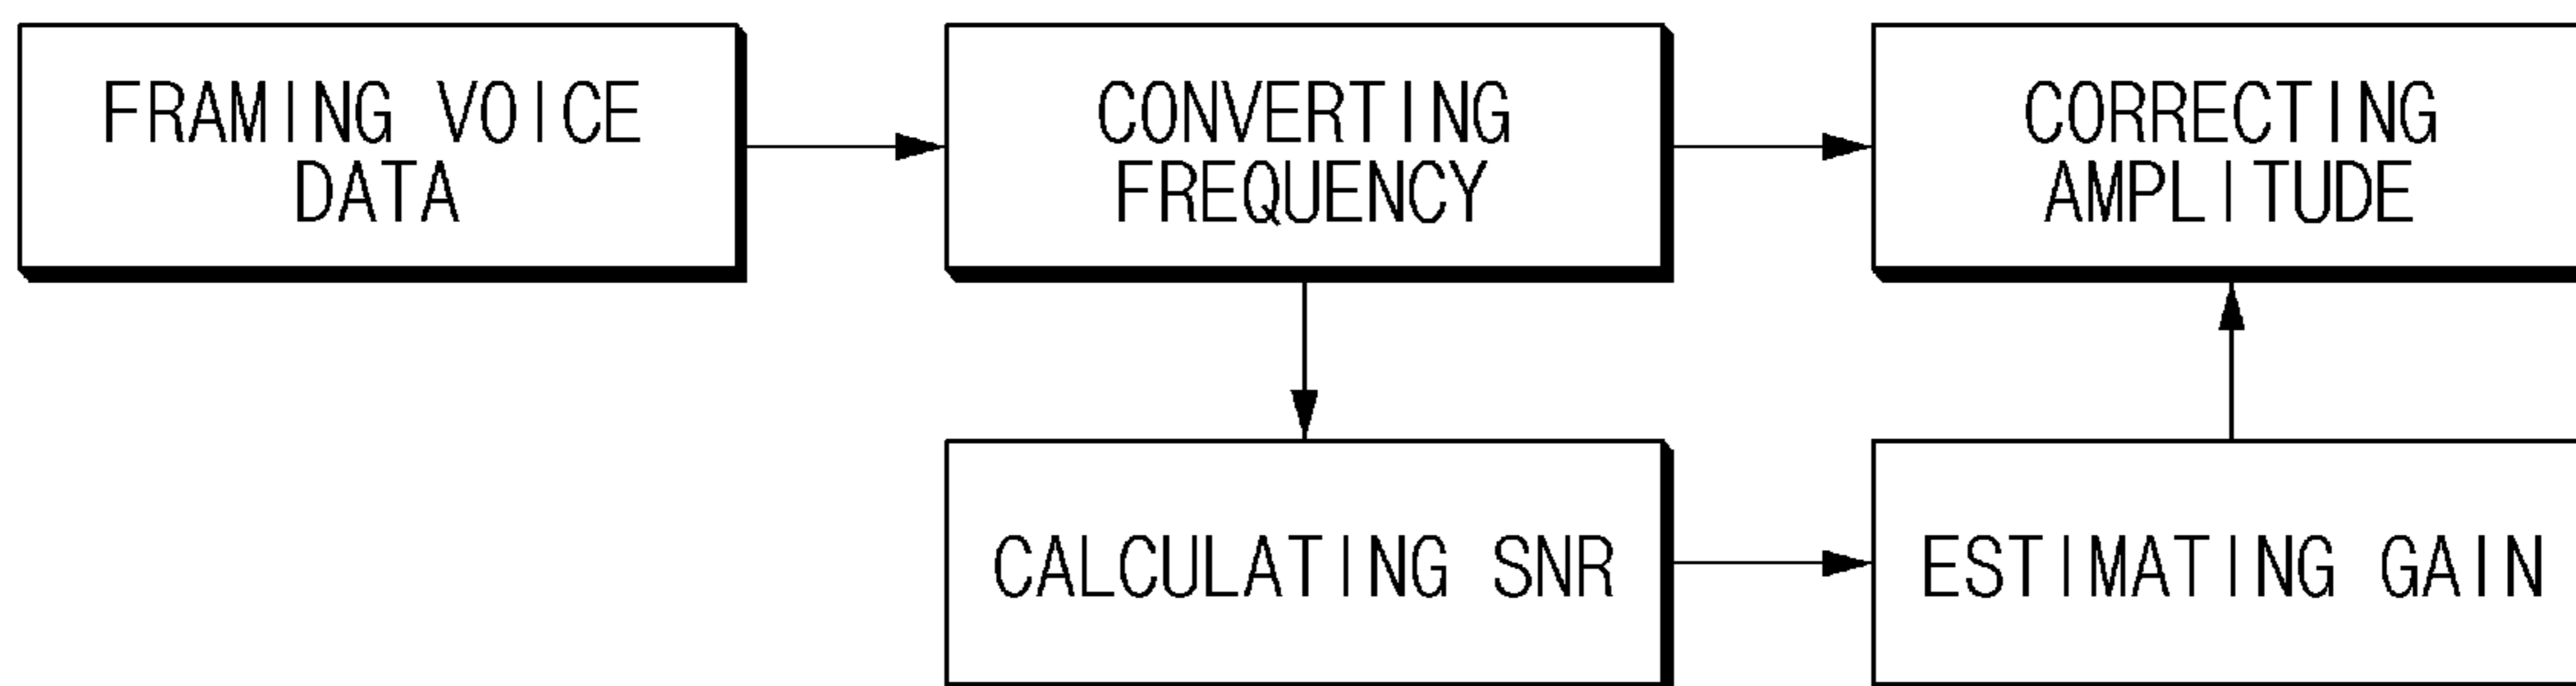 FRAMING VOICE
DATA
CONVERTING
FREQUENCY
CORRECTING
AMPLITUDE
CALCULATING SNR
ESTIMATING GAIN